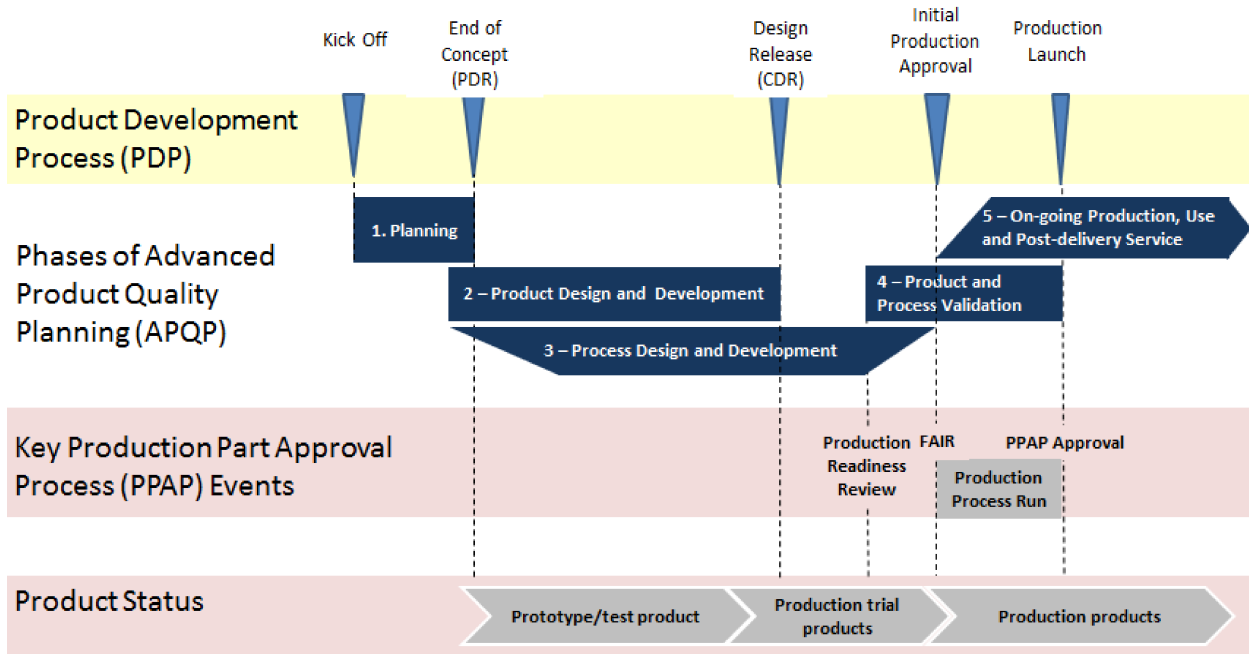 Kick Off
End of
Concept
(PDR)
Design
Release
(CDR)
Initial
Production
Approval
Production
Launch
Product Development
Process (PDP)
Phases of Advanced
Product Quality
Planning (APQP)
1. Planning
2 – Product Design and Development
3 – Process Design and Development
4 – Product and
Process Validation
5 – On-going Production, Use
and Post-delivery Service
Key Production Part Approval
Process (PPAP) Events
Production
Readiness
Review
FAIR
PPAP Approval
Production
Process Run
Product Status
Prototype/test product
Production trial
products
Production products